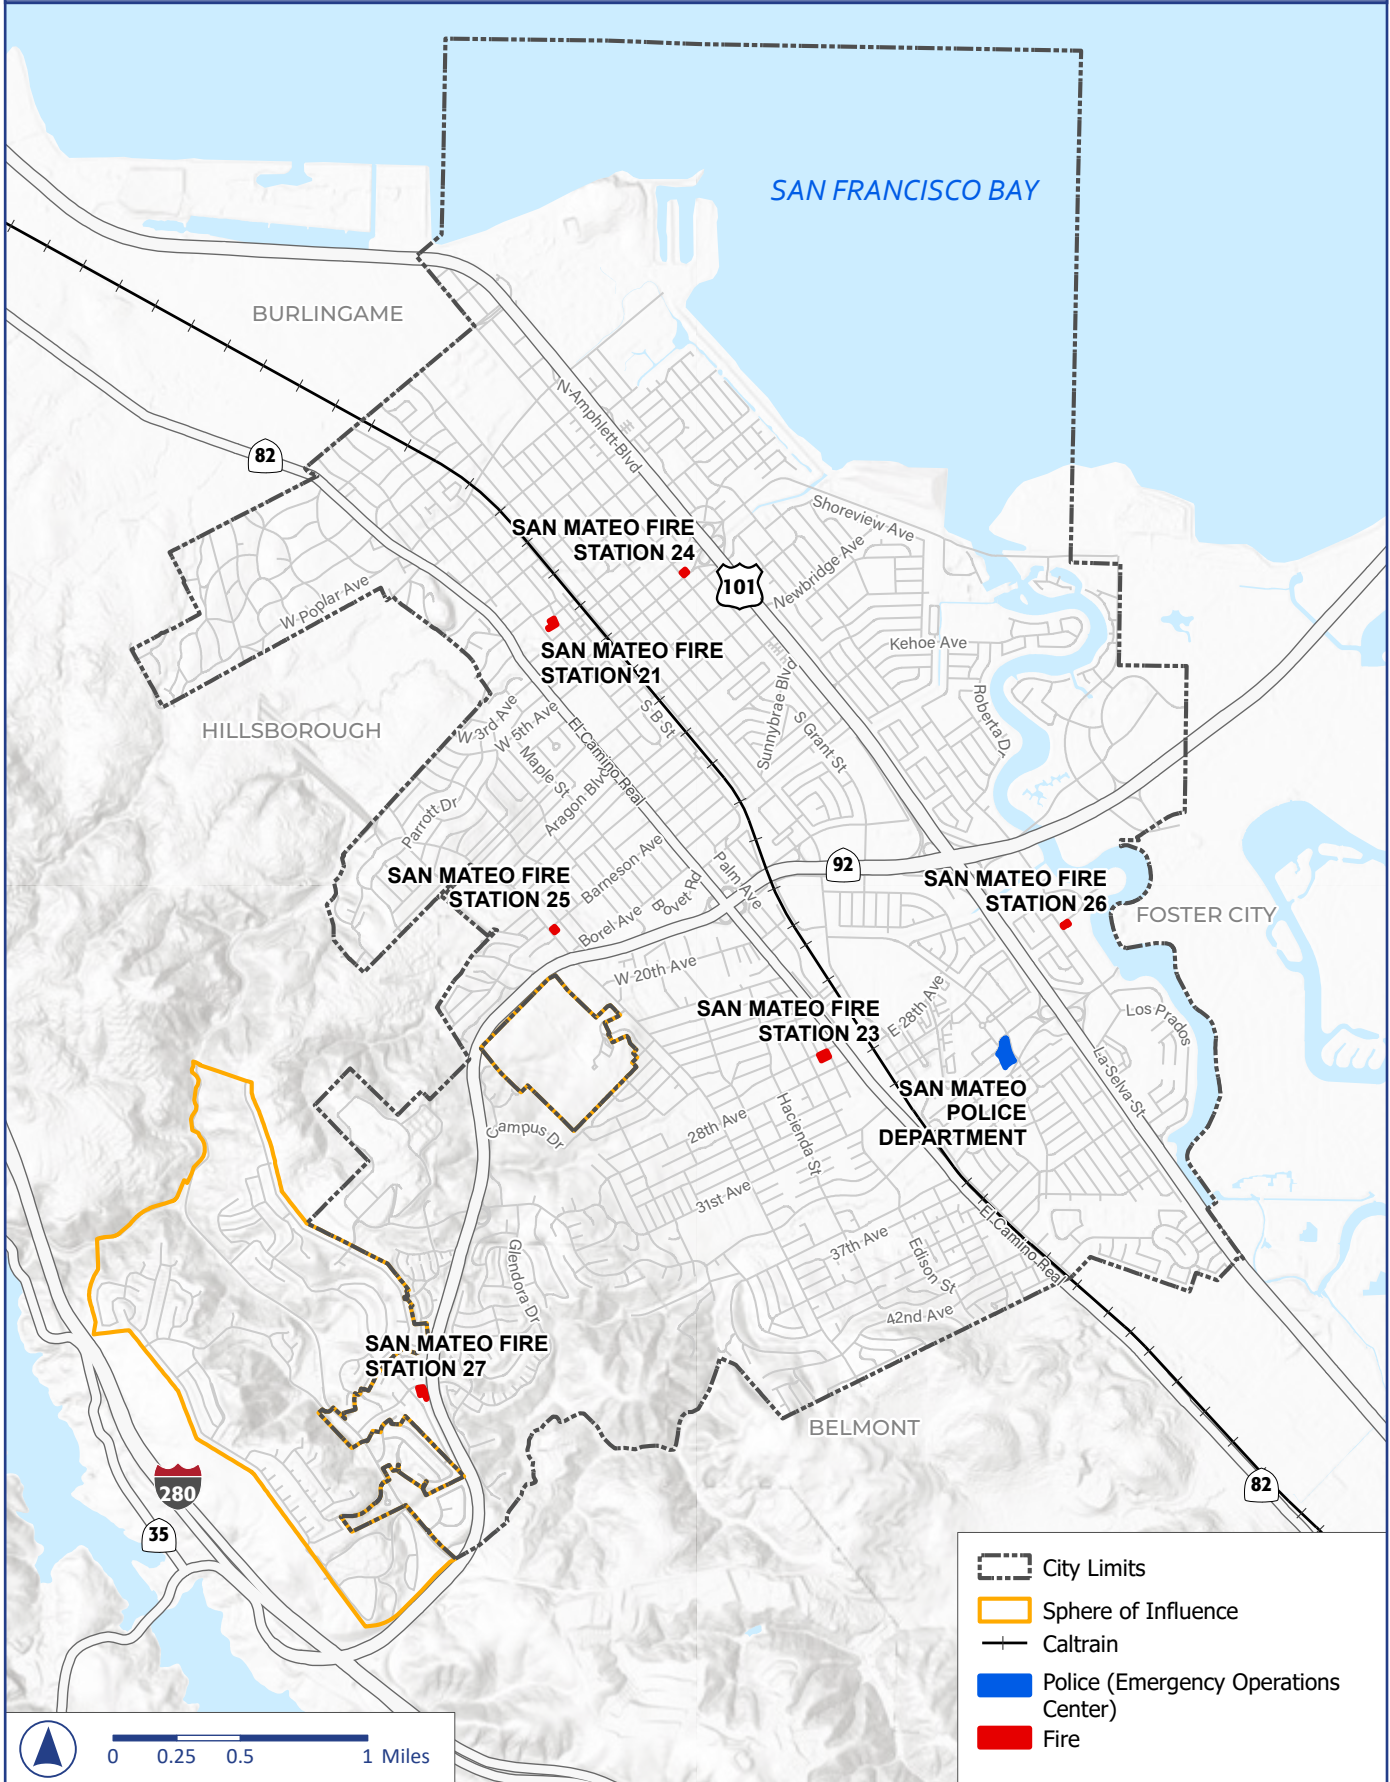 SAN FRANCISCO BAY
BURLINGAME
N Amphlett Blvd
82
Shoreview Ave
SAN MATEO FIRE
STATION 24
Newbridge Ave
101
W Poplar Ave
SAN MATEO FIRE
STATION 21
Kehoe Ave
Sunnybrae Blvd
Roberta Dr
HILLSBOROUGH
W 3rd Ave
W 5th Ave
S B St
S Grant St
El Camino Real
Maple St
Aragon Blvd
Parrott Dr
Barneson Ave
Palm Ave
92
SAN MATEO FIRE
STATION 25
Bovet Rd
SAN MATEO FIRE
STATION 26
FOSTER CITY
Borel Ave
W 20th Ave
SAN MATEO FIRE
STATION 23
E 28th Ave
Los Prados
La Selva St
SAN MATEO
POLICE
DEPARTMENT
Campus Dr
28th Ave
Hacienda St
31st Ave
37th Ave
Edison St
El Camino Real
Glendora Dr
42nd Ave
SAN MATEO FIRE
STATION 27
BELMONT
280
35
82
City Limits
Sphere of Influence
Caltrain
Police (Emergency Operations
Center)
Fire
0 0.25 0.5 1 Miles